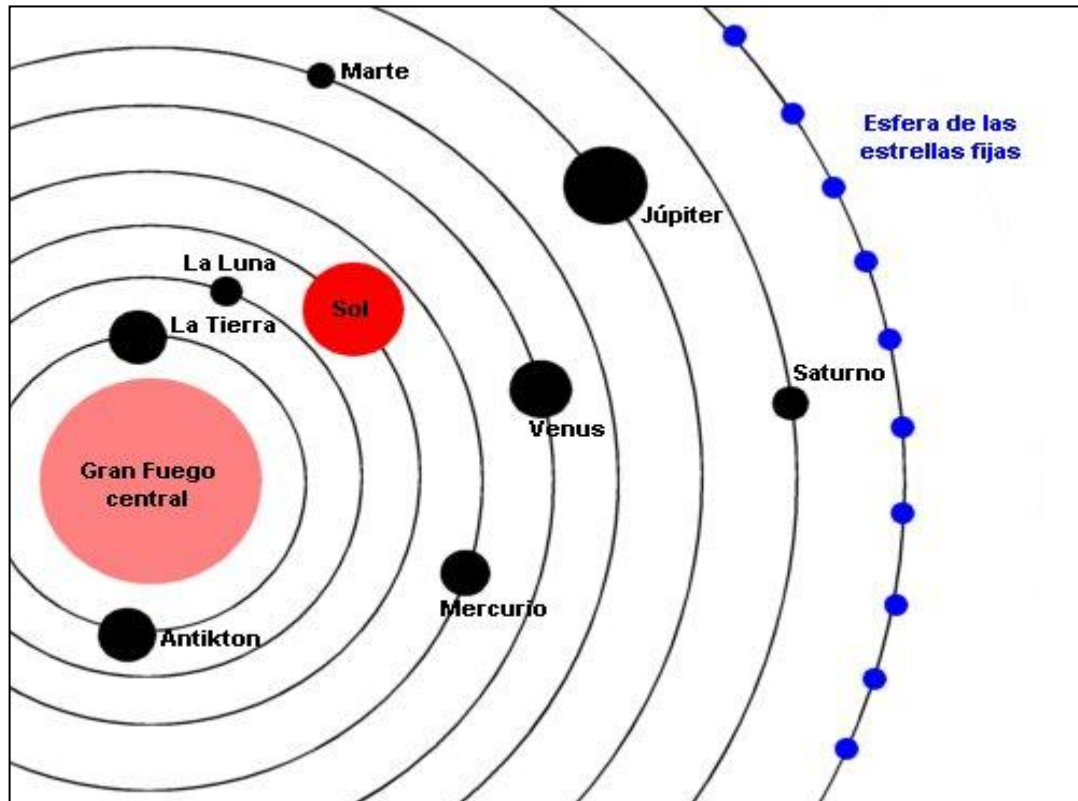 Marte
Esfera de las
estrellas fijas
Júpiter
La Luna
Sol
La Tierra
Saturno
Venus
Gran Fuego
central
Mercurio
Antikton